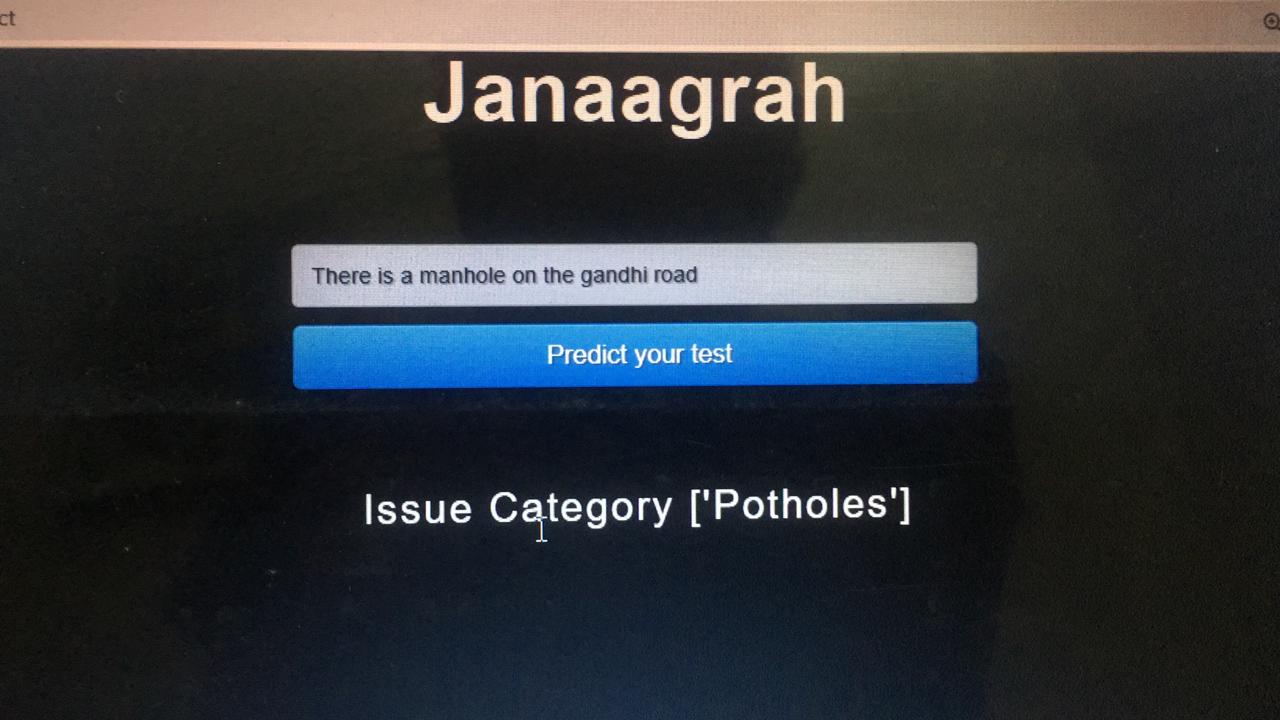 ct
Janaagrah
There is a manhole on the gandhi road
Predict your test
Issue Category ['Potholes']